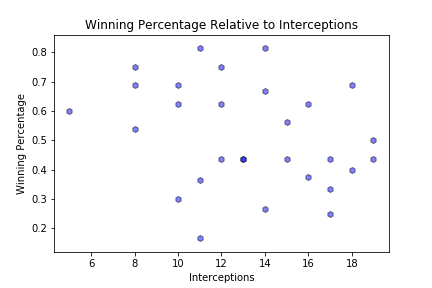 Winning Percentage Relative to Interceptions
0.8
0.7
0.6
0.5
0.4
0.3
0.2
Winning Percentage
6 8 10 12 14 16 18
Interceptions